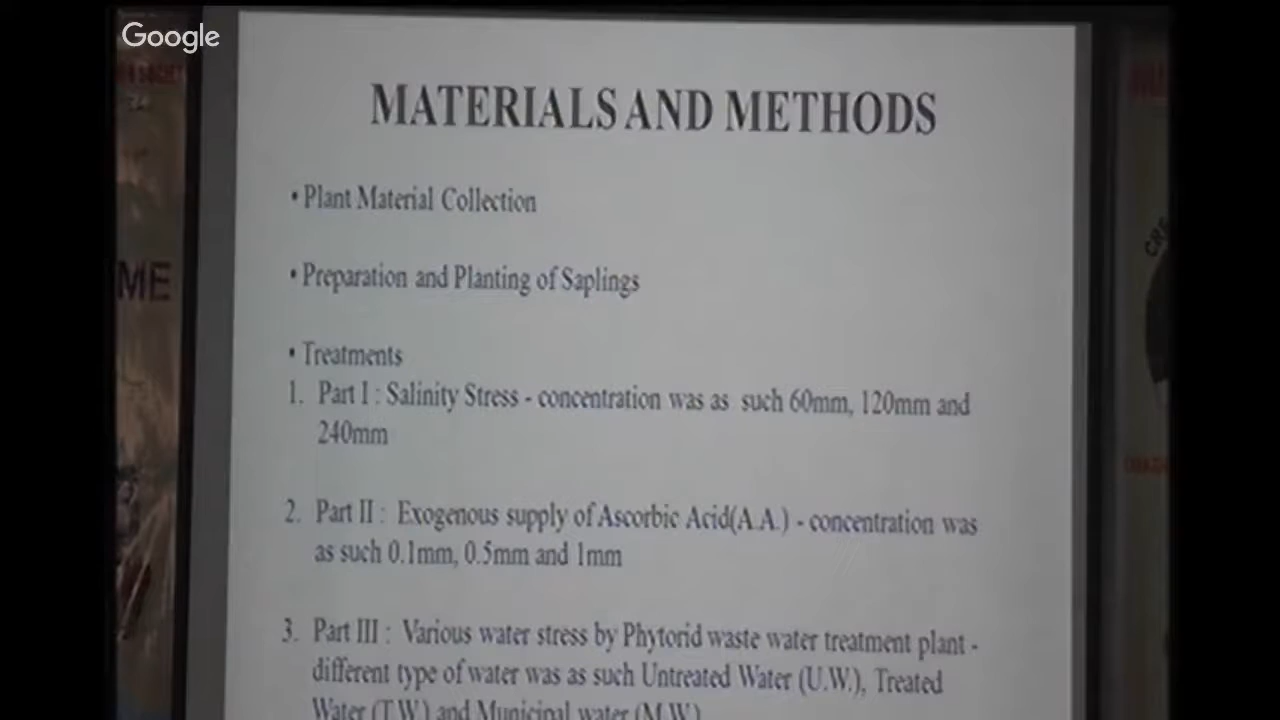 Google
MATERIALS AND METHODS
• Plant Material Collection
• Preparation and Planting of Saplings
• Treatments
1. Part I : Salinity Stress - concentration was as such 60mm, 120mm and
240mm
2. Part II : Exogenous supply of Ascorbic Acid(A.A.) - concentration was
as such 0.1mm, 0.5mm and 1mm
3. Part III : Various water stress by Phytorid waste water treatment plant -
different type of water was as such Untreated Water (U.W.), Treated
Water (T.W.) and Municipal water (M.W.)
ME
CRE